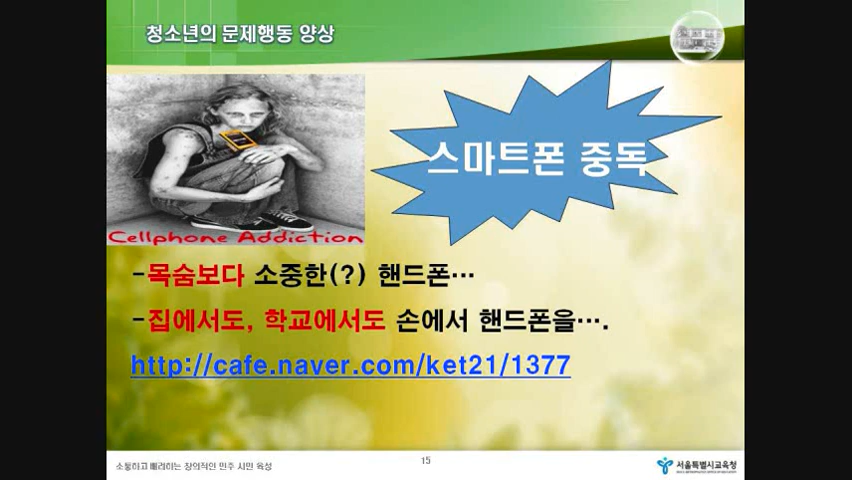 청소년의 문제행동 양상
스마트폰 중독
Cellphone Addiction
-목숨보다 소중한(?) 핸드폰…
-집에서도, 학교에서도 손에서 핸드폰을….
http://cafe.naver.com/ket21/1377
소통하고 배려하는 창의적인 민주 시민 육성
15
서울특별시교육청